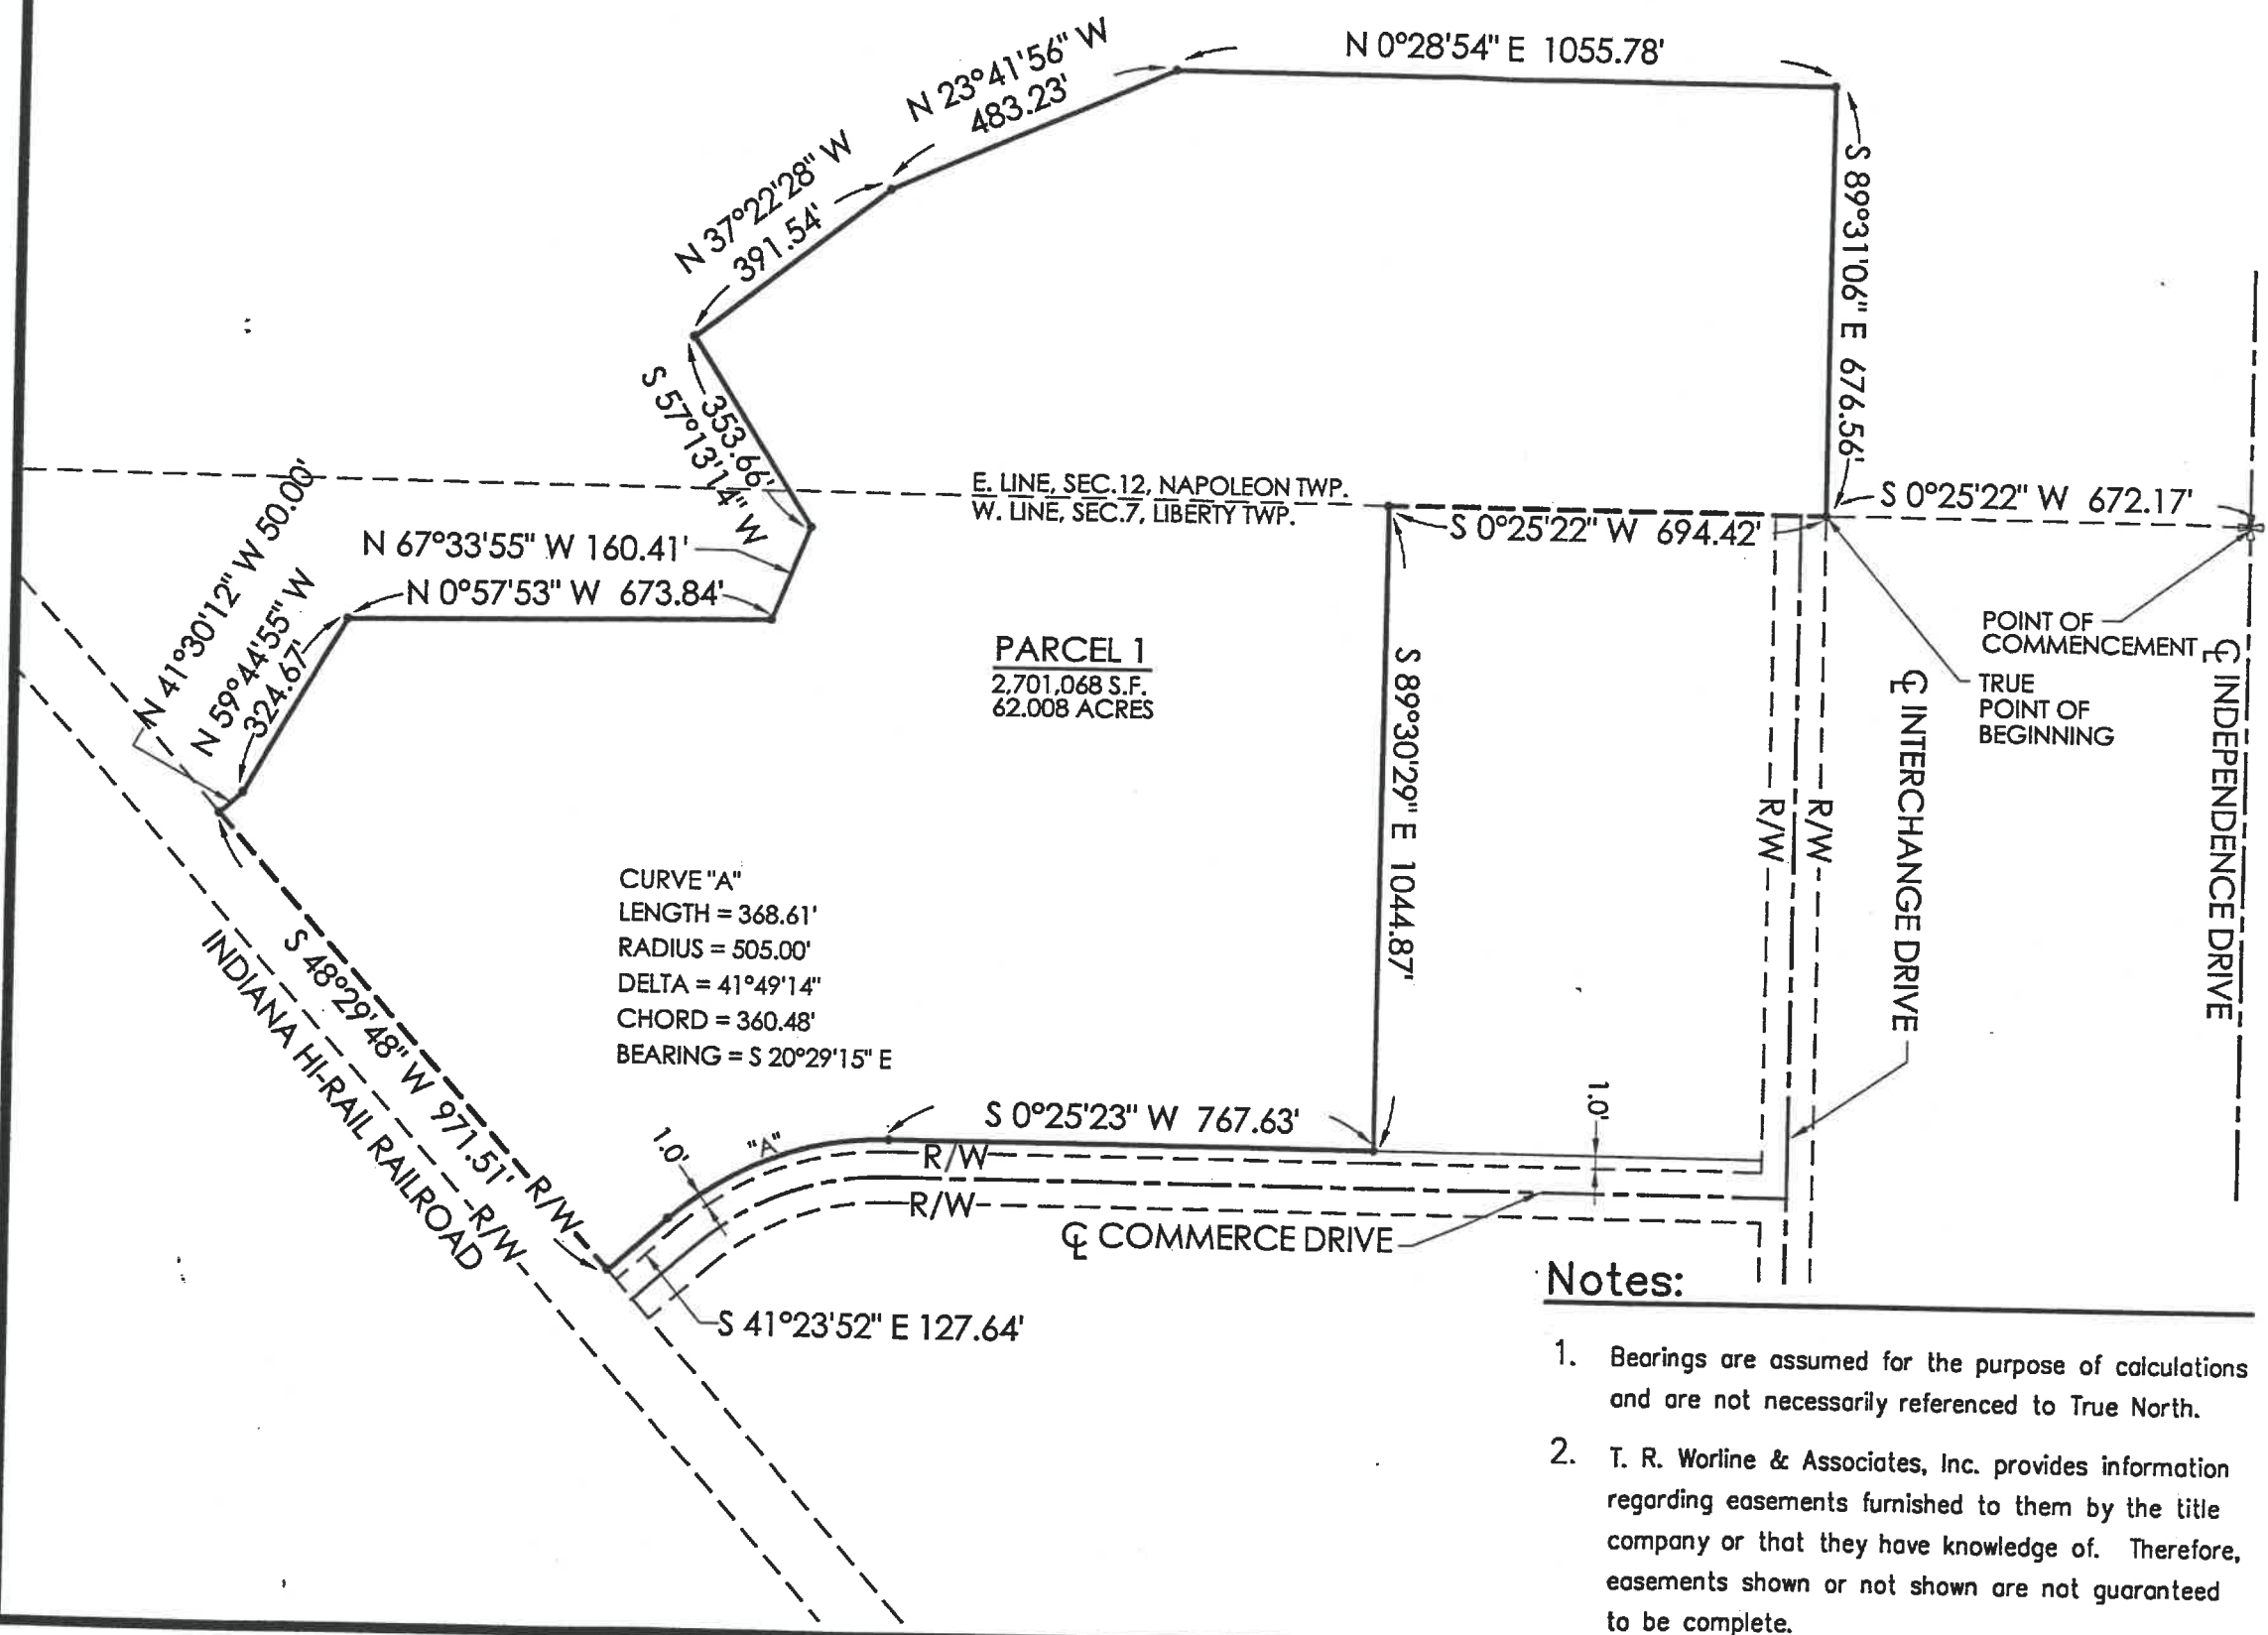 N 0°28'54" E 1055.78'
N 23°41'56" W
483.23'
N 37°22'28" W
391.54'
S 89°31'06" E 676.56'
353.66'
S 57°13'14" W
E. LINE, SEC.12, NAPOLEON TWP.
W. LINE, SEC.7, LIBERTY TWP.
S 0°25'22" W 694.42'
S 0°25'22" W 672.17'
N 67°33'55" W 160.41'
N 0°57'53" W 673.84'
N 41°30'12" W 50.00'
N 59°44'55" W
324.67'
PARCEL 1
2,701,068 S.F.
62.008 ACRES
S 89°30'29" E 1044.87'
POINT OF
COMMENCEMENT
TRUE
POINT OF
BEGINNING
℄ INDEPENDENCE DRIVE
℄ INTERCHANGE DRIVE
R/W
R/W
CURVE "A"
LENGTH = 368.61'
RADIUS = 505.00'
DELTA = 41°49'14"
CHORD = 360.48'
BEARING = S 20°29'15" E
S 48°29'48" W 971.51'
R/W
INDIANA HI-RAIL RAILROAD
R/W
1.0'
"A"
S 0°25'23" W 767.63'
1.0'
R/W
R/W
℄ COMMERCE DRIVE
S 41°23'52" E 127.64'
Notes:
1. Bearings are assumed for the purpose of calculations
and are not necessarily referenced to True North.
2. T. R. Worline & Associates, Inc. provides information
regarding easements furnished to them by the title
company or that they have knowledge of. Therefore,
easements shown or not shown are not guaranteed
to be complete.